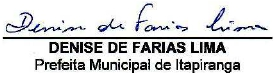 Denise de Farias Lima
DENISE DE FARIAS LIMA
Prefeita Municipal de Itapiranga